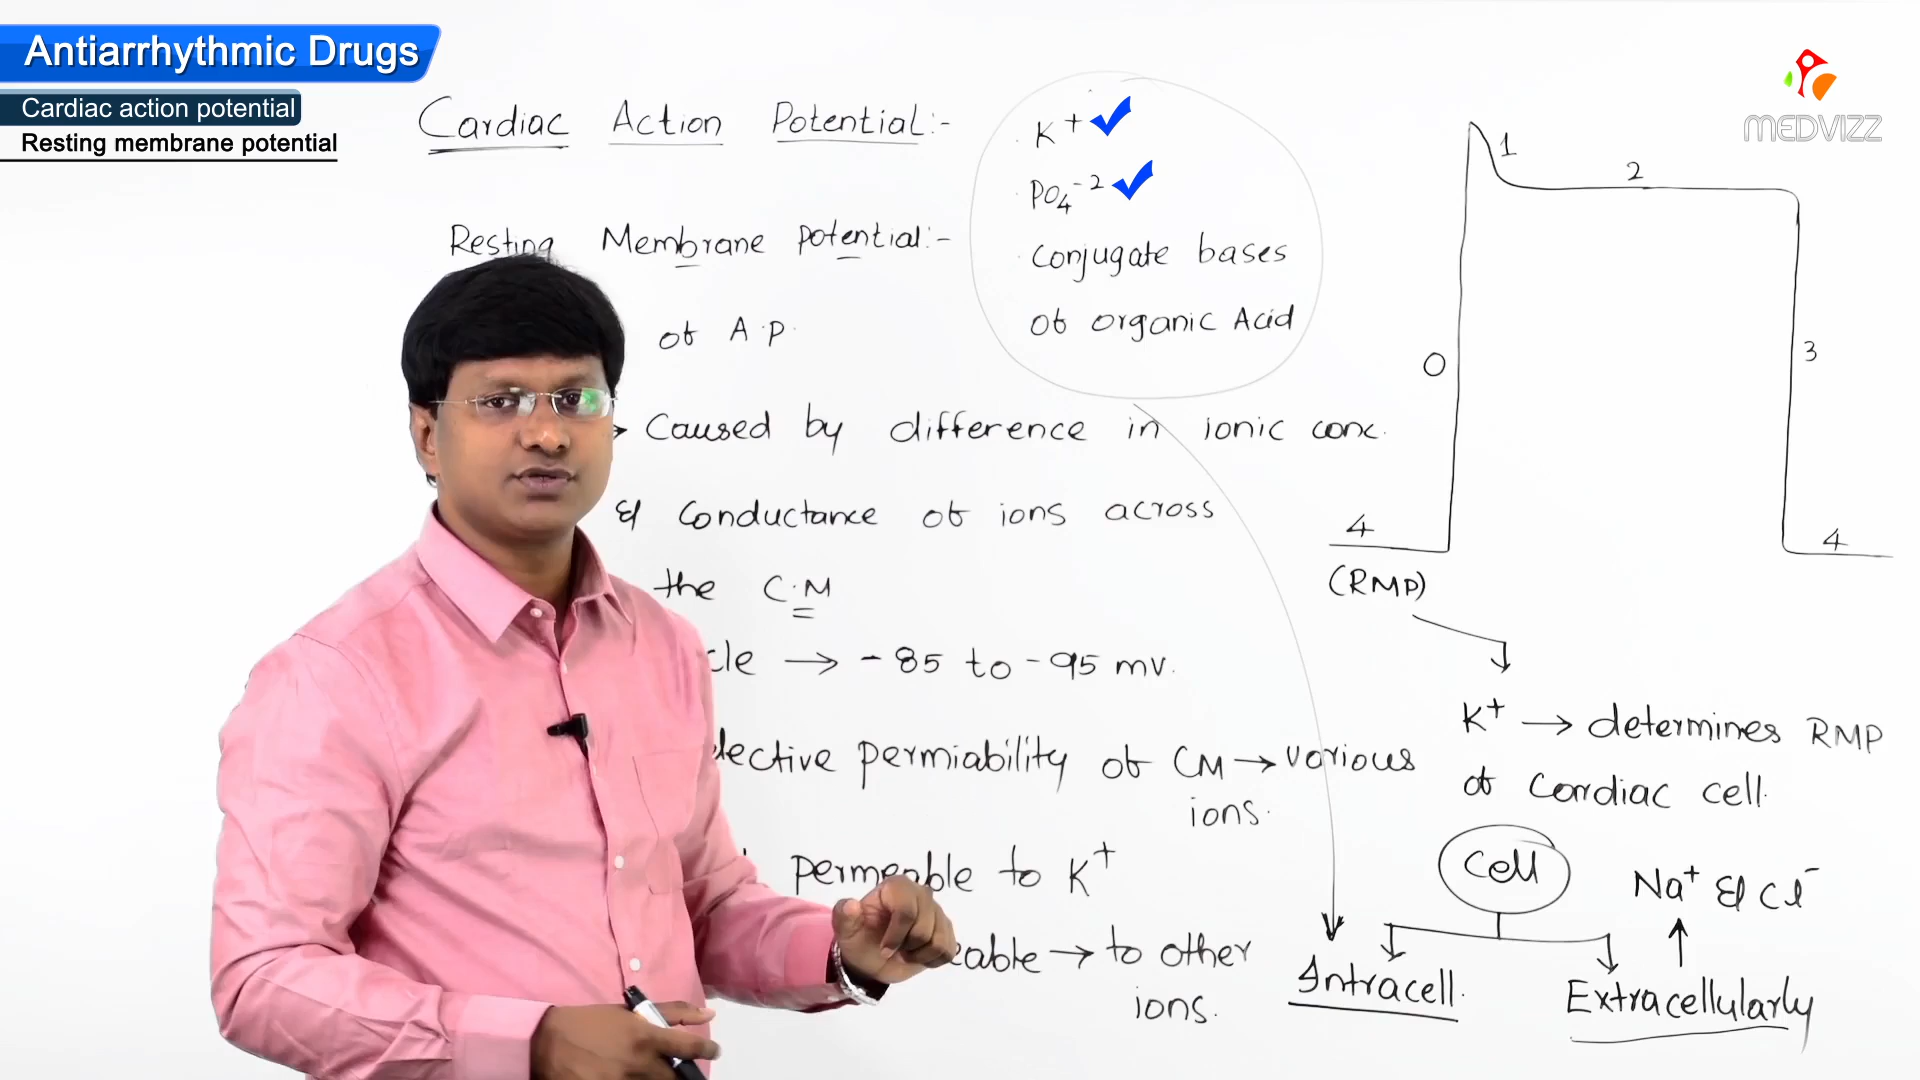 Antiarrhythmic Drugs
Cardiac action potential
Resting membrane potential
MEDVIZZ
Cardiac Action Potential:-
Resting Membrane Potential:-
of A.P.
Caused by difference in ionic conc.
& Conductance of ions across
the C.M
-85 to -95 mv.
permiability of CM → various
ions.
permeable to K+
→ to other
ions.
K+ ✓
PO4-2 ✓
Conjugate bases
of organic Acid
0
1
2
3
4
4
(RMP)
K+ → determines RMP
of Cardiac cell.
Cell
Na+ & Cl-
Intracell.
Extracellularly